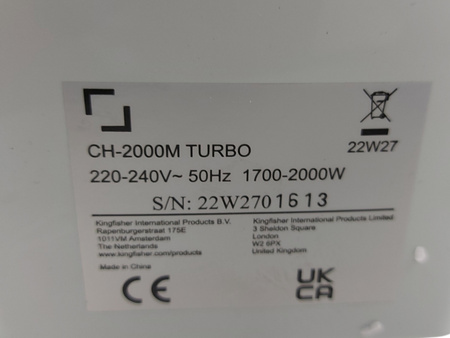 CH-2000M TURBO
22W27
220-240V~ 50Hz 1700-2000W
S/N: 22W2701613
Kingfisher International Products B.V.
Rapenburgerstraat 175E
1011VM Amsterdam
The Netherlands
www.kingfisher.com/products
Kingfisher International Products Limited
3 Sheldon Square
London
W2 6PX
United Kingdom
Made in China
CE
UK
CA